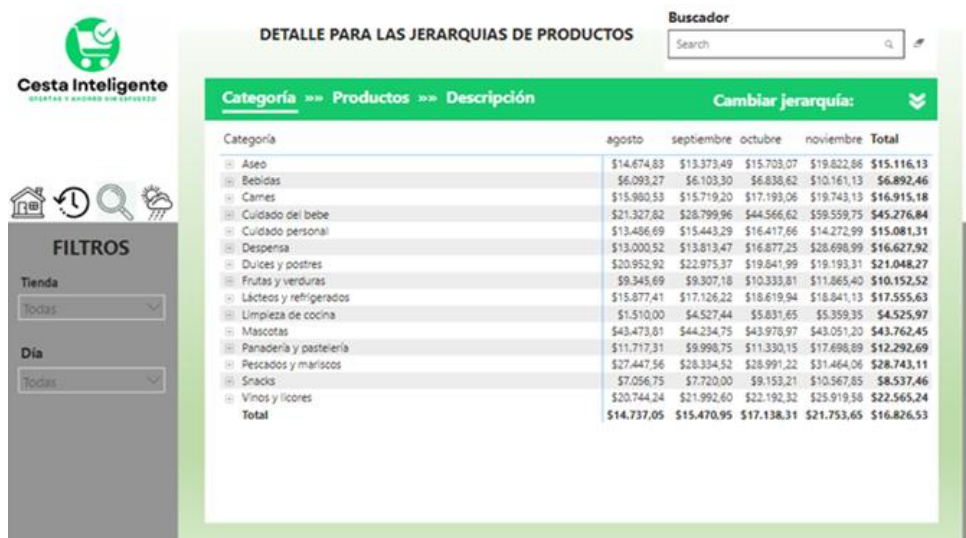 Cesta Inteligente
OFERTAS Y AHORRO SIN ESFUERZO
FILTROS
Tienda
Todas
Día
Todas
DETALLE PARA LAS JERARQUIAS DE PRODUCTOS
Buscador
Search
Categoría »» Productos »» Descripción Cambiar jerarquía:
Categoría agosto septiembre octubre noviembre Total
Aseo $14.674,83 $13.373,49 $15.703,07 $19.822,86 $15.116,13
Bebidas $6.093,27 $6.103,30 $6.838,62 $10.161,13 $6.892,46
Carnes $15.980,53 $15.719,20 $17.193,06 $19.743,13 $16.915,18
Cuidado del bebe $21.327,82 $28.799,96 $44.566,62 $59.559,75 $45.276,84
Cuidado personal $13.486,69 $15.443,29 $16.417,66 $14.272,99 $15.081,31
Despensa $13.000,52 $13.813,47 $16.877,25 $28.698,99 $16.627,92
Dulces y postres $20.952,92 $22.975,37 $19.841,99 $19.193,31 $21.048,27
Frutas y verduras $9.345,69 $9.307,18 $10.333,81 $11.865,40 $10.152,52
Lácteos y refrigerados $15.877,41 $17.126,22 $18.619,94 $18.841,13 $17.555,63
Limpieza de cocina $1.510,00 $4.527,44 $5.831,65 $5.359,35 $4.525,97
Mascotas $43.473,81 $44.234,75 $43.978,97 $43.051,20 $43.762,45
Panadería y pastelería $11.717,31 $9.998,75 $11.330,15 $17.698,89 $12.292,69
Pescados y mariscos $27.447,56 $28.334,52 $28.991,22 $31.464,06 $28.743,11
Snacks $7.056,75 $7.720,00 $9.153,21 $10.567,85 $8.537,46
Vinos y licores $20.744,24 $21.992,60 $22.192,32 $25.919,58 $22.565,24
Total $14.737,05 $15.470,95 $17.138,31 $21.753,65 $16.826,53